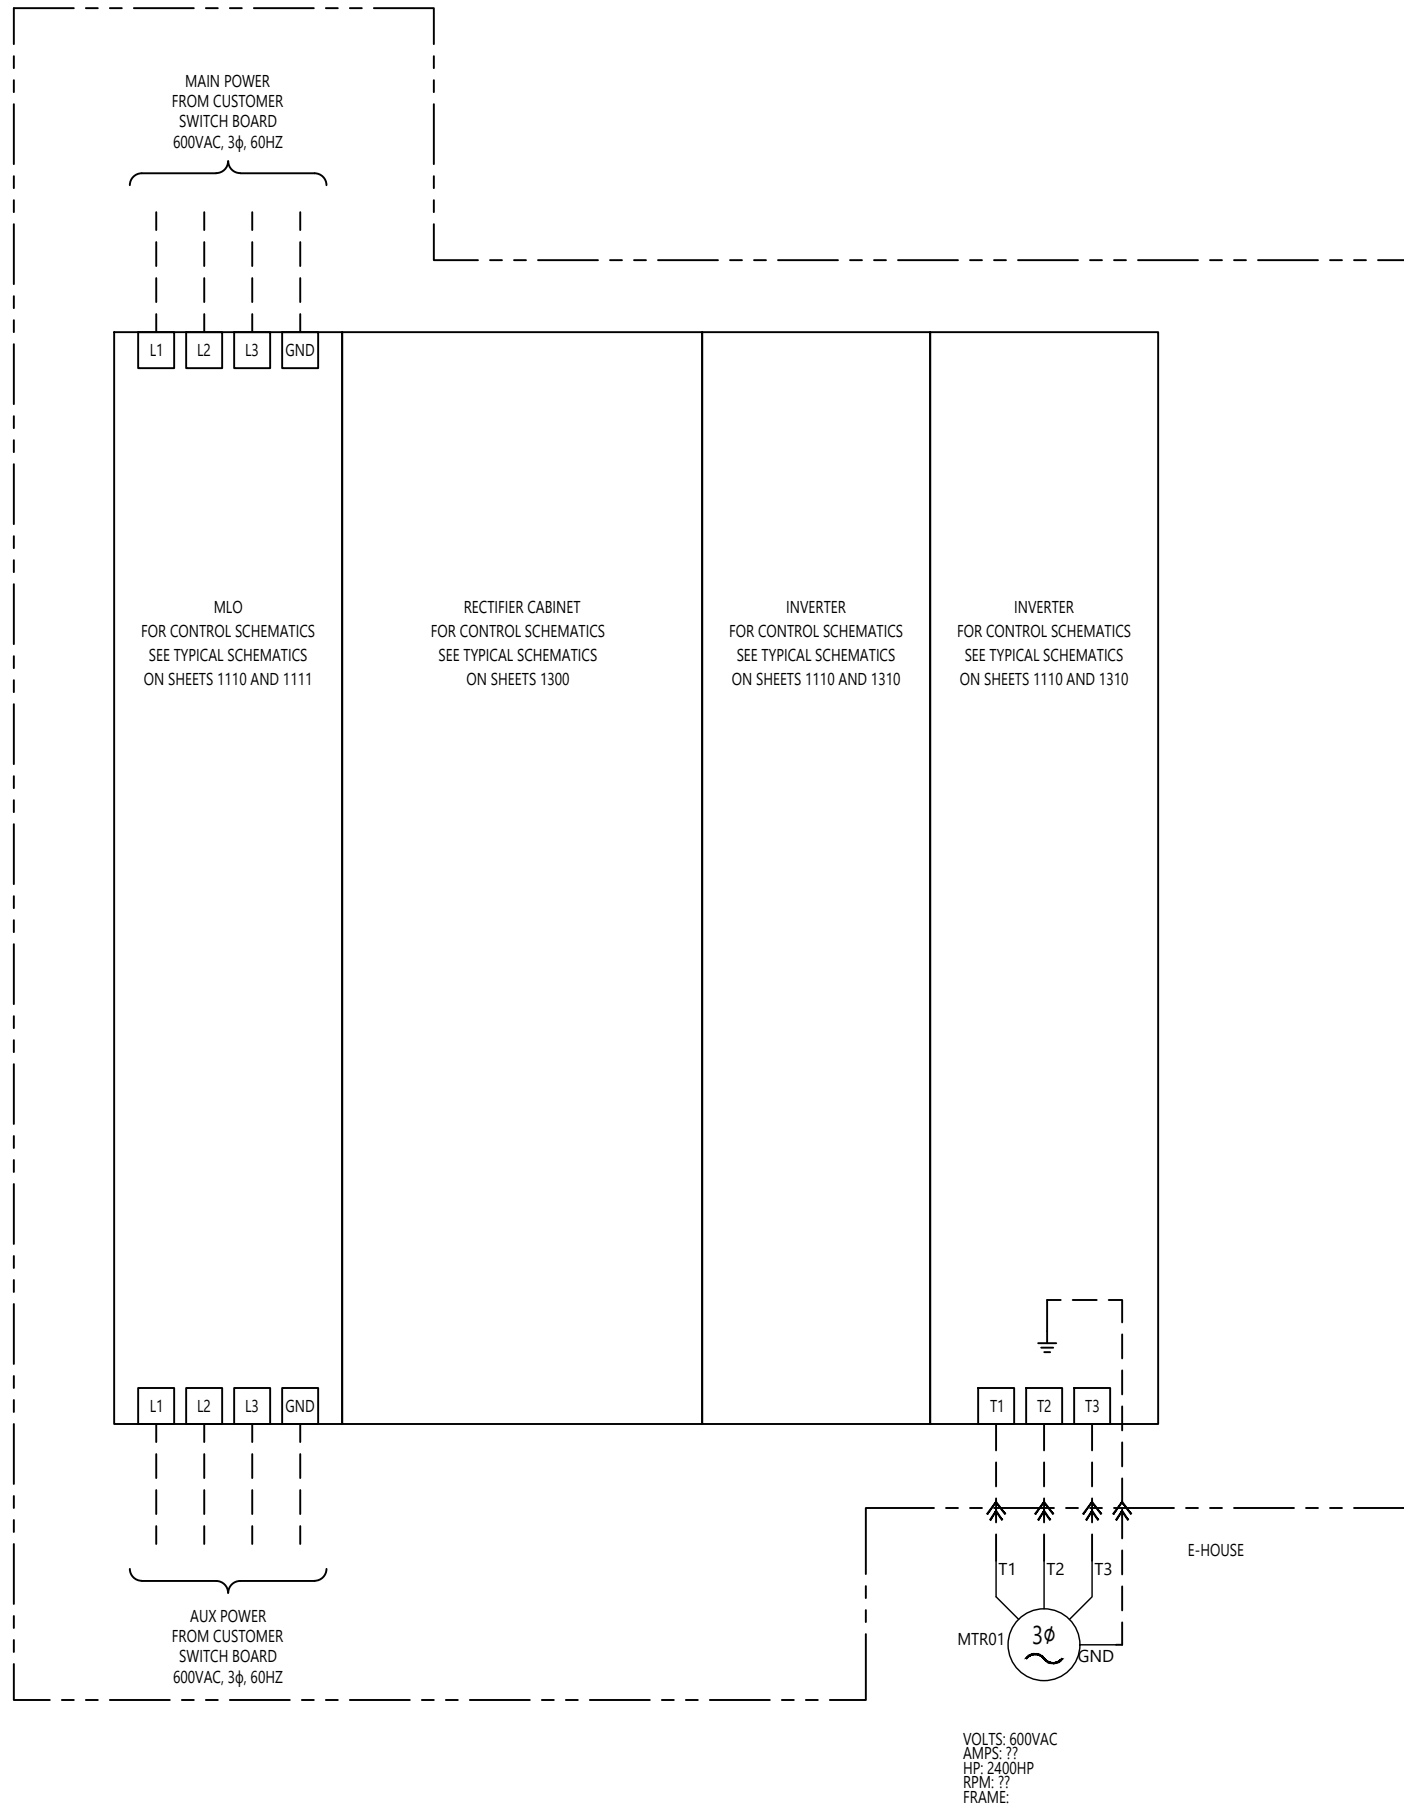 MAIN POWER
FROM CUSTOMER
SWITCH BOARD
600VAC, 3ϕ, 60HZ
L1 L2 L3 GND
MLO
FOR CONTROL SCHEMATICS
SEE TYPICAL SCHEMATICS
ON SHEETS 1110 AND 1111
RECTIFIER CABINET
FOR CONTROL SCHEMATICS
SEE TYPICAL SCHEMATICS
ON SHEETS 1300
INVERTER
FOR CONTROL SCHEMATICS
SEE TYPICAL SCHEMATICS
ON SHEETS 1110 AND 1310
INVERTER
FOR CONTROL SCHEMATICS
SEE TYPICAL SCHEMATICS
ON SHEETS 1110 AND 1310
L1 L2 L3 GND
T1 T2 T3
AUX POWER
FROM CUSTOMER
SWITCH BOARD
600VAC, 3ϕ, 60HZ
E-HOUSE
T1 T2 T3
MTR01 3ϕ GND
VOLTS: 600VAC
AMPS: ??
HP: 2400HP
RPM: ??
FRAME: